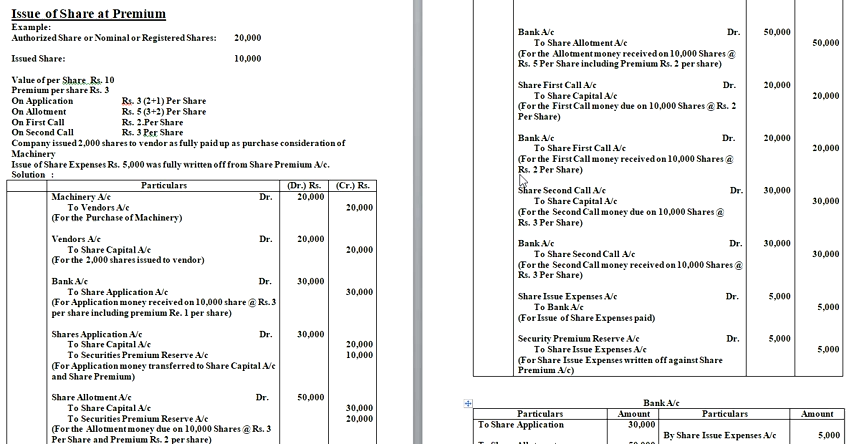 Issue of Share at Premium
Example:
Authorized Share or Nominal or Registered Shares: 20,000
Issued Share: 10,000
Value of per Share Rs. 10
Premium per share Rs. 3
On Application Rs. 3 (2+1) Per Share
On Allotment Rs. 5 (3+2) Per Share
On First Call Rs. 2.Per Share
On Second Call Rs. 3 Per Share
Company issued 2,000 shares to vendor as fully paid up as purchase consideration of
Machinery
Issue of Share Expenses Rs. 5,000 was fully written off from Share Premium A/c.
Solution :
Particulars (Dr.) Rs. (Cr.) Rs.
Machinery A/c Dr. 20,000
To Vendors A/c 20,000
(For the Purchase of Machinery)
Vendors A/c Dr. 20,000
To Share Capital A/c 20,000
(For the 2,000 shares issued to vendor)
Bank A/c Dr. 30,000
To Share Application A/c 30,000
(For Application money received on 10,000 share @ Rs. 3
per share including premium Re. 1 per share)
Shares Application A/c Dr. 30,000
To Share Capital A/c 20,000
To Securities Premium Reserve A/c 10,000
(For Application money transferred to Share Capital A/c
and Share Premium)
Share Allotment A/c Dr. 50,000
To Share Capital A/c 30,000
To Securities Premium Reserve A/c 20,000
(For the Allotment money due on 10,000 Shares @ Rs. 3
Per Share and Premium Rs. 2 per share)
Bank A/c Dr. 50,000
To Share Allotment A/c 50,000
(For the Allotment money received on 10,000 Shares @
Rs. 5 Per Share including Premium Rs. 2 per share)
Share First Call A/c Dr. 20,000
To Share Capital A/c 20,000
(For the First Call money due on 10,000 Shares @ Rs. 2
Per Share)
Bank A/c Dr. 20,000
To Share First Call A/c 20,000
(For the First Call money received on 10,000 Shares @
Rs. 2 Per Share)
Share Second Call A/c Dr. 30,000
To Share Capital A/c 30,000
(For the Second Call money due on 10,000 Shares @
Rs. 3 Per Share)
Bank A/c Dr. 30,000
To Share Second Call A/c 30,000
(For the Second Call money received on 10,000 Shares @
Rs. 3 Per Share)
Share Issue Expenses A/c Dr. 5,000
To Bank A/c 5,000
(For Issue of Share Expenses paid)
Security Premium Reserve A/c Dr. 5,000
To Share Issue Expenses A/c 5,000
(For Share Issue Expenses written off against Share
Premium A/c)
Bank A/c
Particulars Amount Particulars Amount
To Share Application 30,000
By Share Issue Expenses A/c 5,000